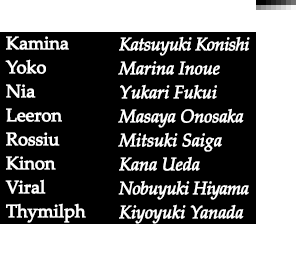 Kamina Katsuyuki Konishi
Yoko Marina Inoue
Nia Yukari Fukui
Leeron Masaya Onosaka
Rossiu Mitsuki Saiga
Kinon Kana Ueda
Viral Nobuyuki Hiyama
Thymilph Kiyoyuki Yanada